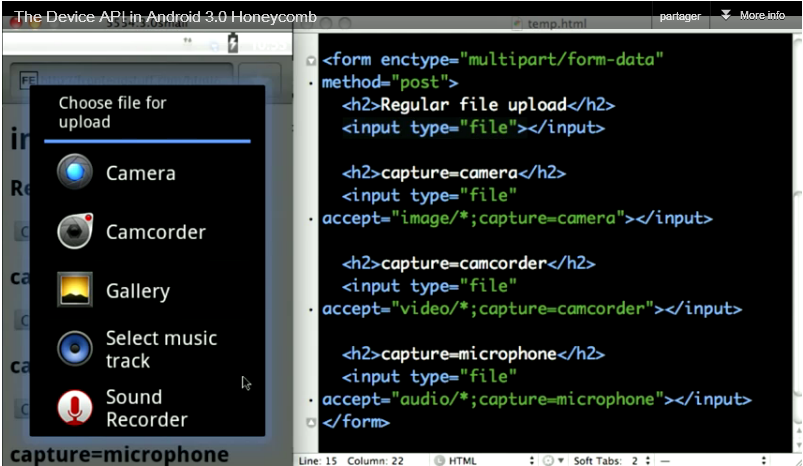 The Device API in Android 3.0 Honeycomb
partager
More info
temp.html
FE
Choose file for
upload
Camera
Camcorder
Gallery
Select music
track
Sound
Recorder
capture=microphone
<form enctype="multipart/form-data"
method="post">
<h2>Regular file upload</h2>
<input type="file"></input>
<h2>capture=camera</h2>
<input type="file"
accept="image/*;capture=camera"></input>
<h2>capture=camcorder</h2>
<input type="file"
accept="video/*;capture=camcorder"></input>
<h2>capture=microphone</h2>
<input type="file"
accept="audio/*;capture=microphone"></input>
</form>
Line: 15 Column: 22
HTML
Soft Tabs: 2